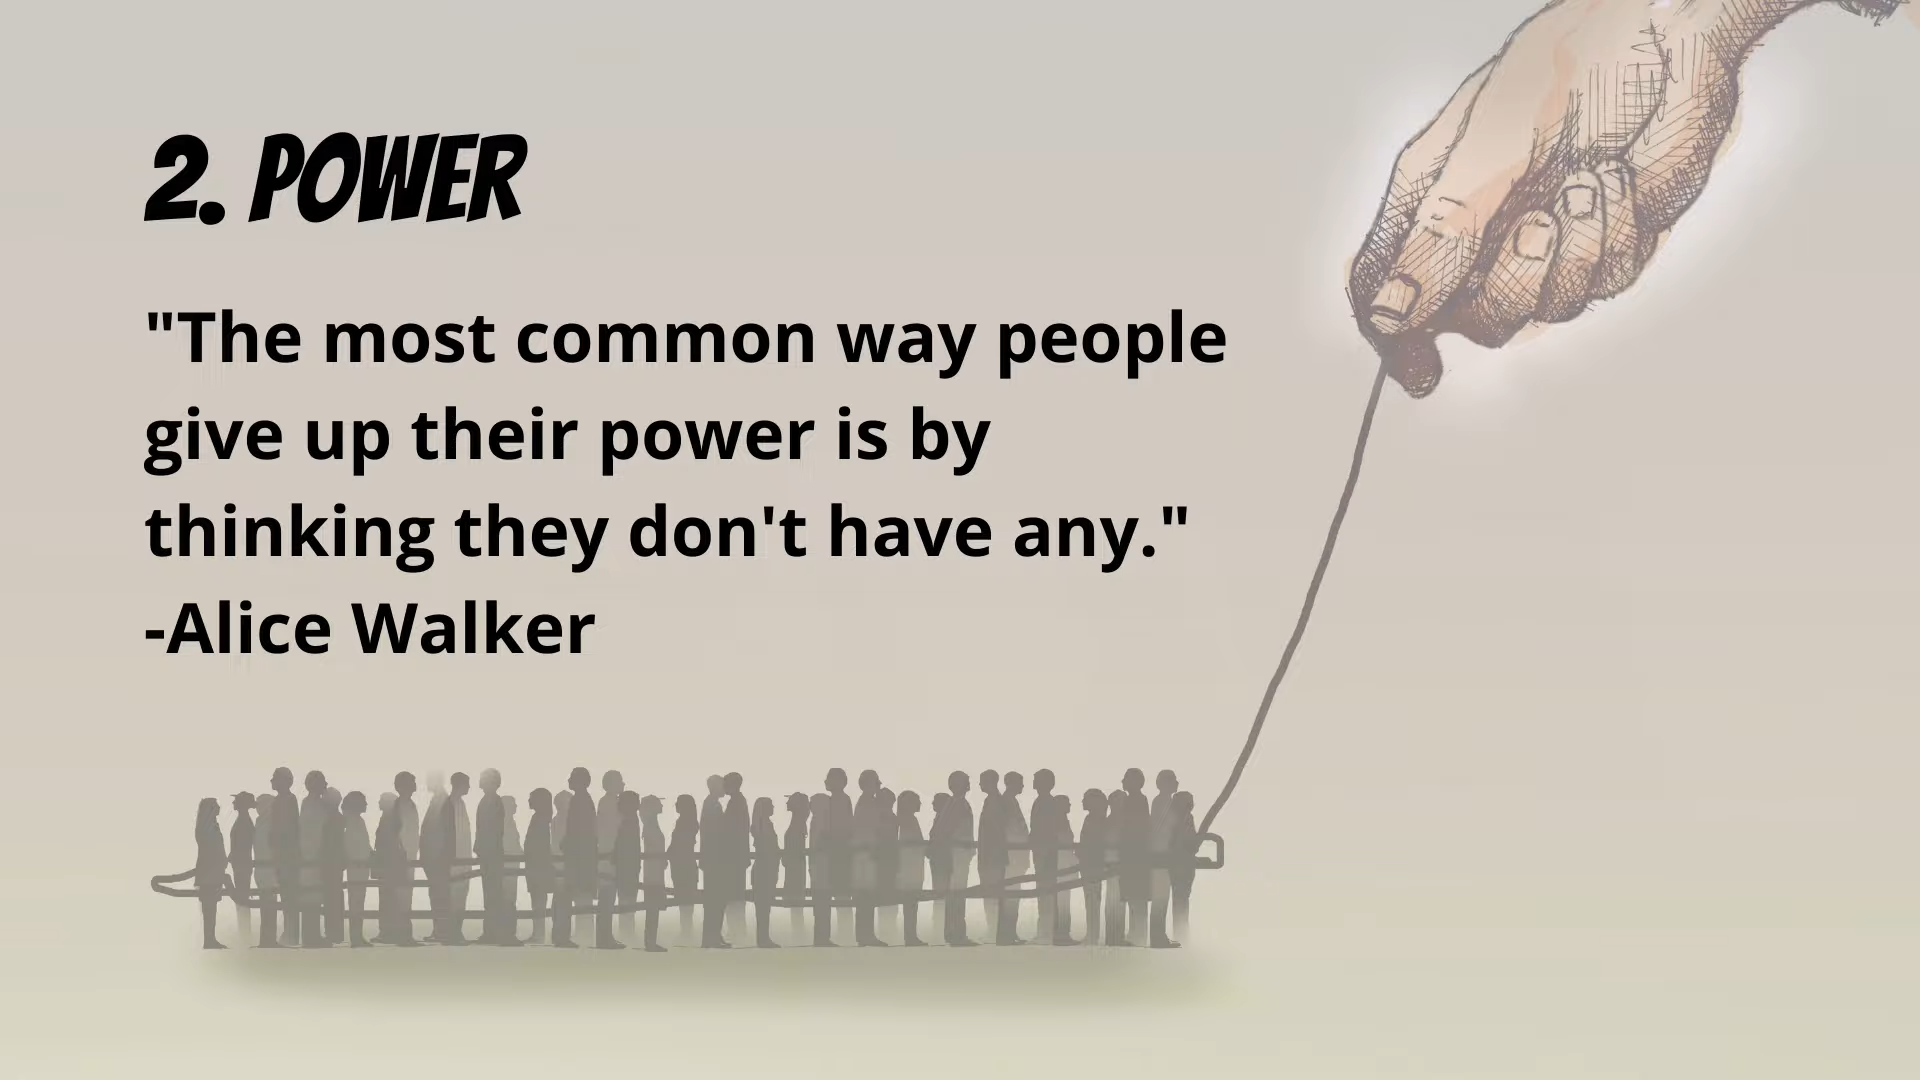 2. POWER
"The most common way people
give up their power is by
thinking they don't have any."
-Alice Walker